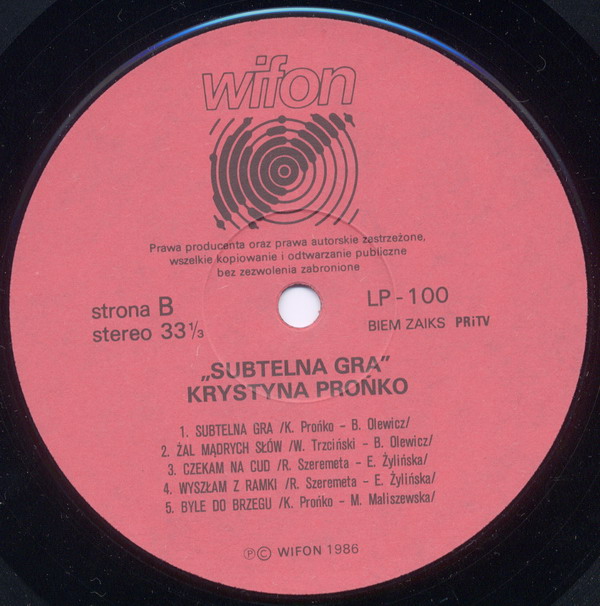 wifon
Prawa producenta oraz prawa autorskie zastrzeżone,
wszelkie kopiowanie i odtwarzanie publiczne
bez zezwolenia zabronione
strona B
stereo 33 1/3
LP - 100
BIEM ZAIKS PRiTV
„SUBTELNA GRA”
KRYSTYNA PROŃKO
1. SUBTELNA GRA /K. Prońko - B. Olewicz/
2. ŻAL MĄDRYCH SŁÓW /W. Trzciński - B. Olewicz/
3. CZEKAM NA CUD /R. Szeremeta - E. Żylińska/
4. WYSZŁAM Z RAMKI /R. Szeremeta - E. Żylińska/
5. BYLE DO BRZEGU /K. Prońko - M. Maliszewska/
℗© WIFON 1986